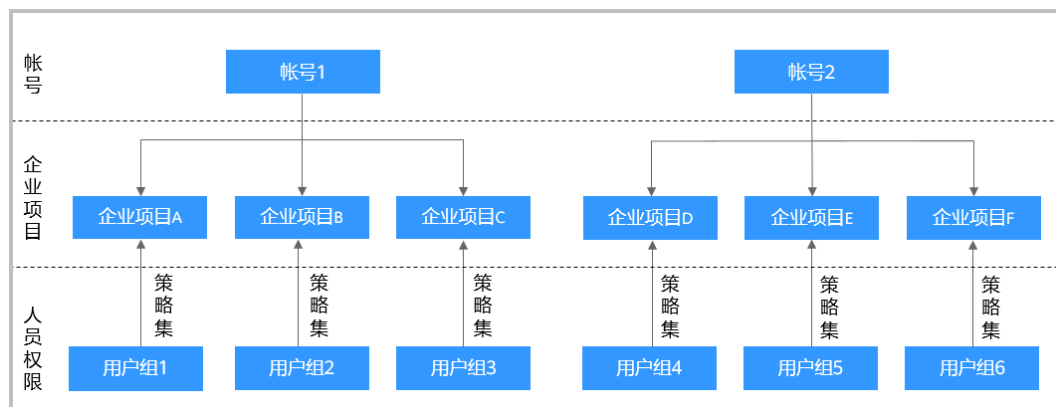 帐号
帐号1
帐号2
企业项目
企业项目A
企业项目B
企业项目C
企业项目D
企业项目E
企业项目F
人员权限
策略集
策略集
策略集
策略集
策略集
策略集
用户组1
用户组2
用户组3
用户组4
用户组5
用户组6